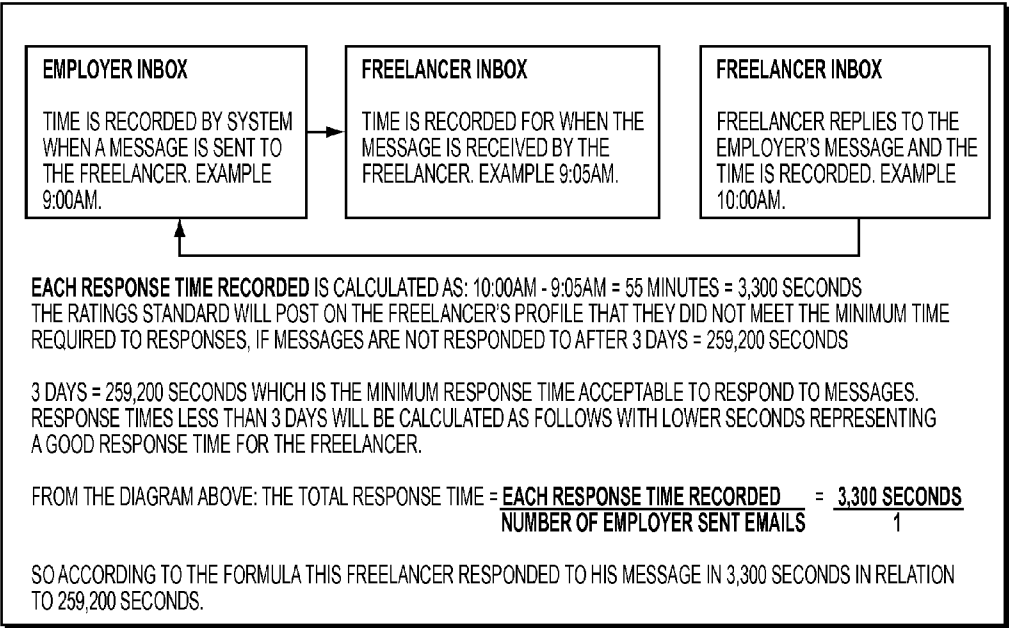 EMPLOYER INBOX
TIME IS RECORDED BY SYSTEM
WHEN A MESSAGE IS SENT TO
THE FREELANCER. EXAMPLE
9:00AM.
FREELANCER INBOX
TIME IS RECORDED FOR WHEN THE
MESSAGE IS RECEIVED BY THE
FREELANCER. EXAMPLE 9:05AM.
FREELANCER INBOX
FREELANCER REPLIES TO THE
EMPLOYER'S MESSAGE AND THE
TIME IS RECORDED. EXAMPLE
10:00AM.
EACH RESPONSE TIME RECORDED IS CALCULATED AS: 10:00AM - 9:05AM = 55 MINUTES = 3,300 SECONDS
THE RATINGS STANDARD WILL POST ON THE FREELANCER'S PROFILE THAT THEY DID NOT MEET THE MINIMUM TIME
REQUIRED TO RESPONSES, IF MESSAGES ARE NOT RESPONDED TO AFTER 3 DAYS = 259,200 SECONDS
3 DAYS = 259,200 SECONDS WHICH IS THE MINIMUM RESPONSE TIME ACCEPTABLE TO RESPOND TO MESSAGES.
RESPONSE TIMES LESS THAN 3 DAYS WILL BE CALCULATED AS FOLLOWS WITH LOWER SECONDS REPRESENTING
A GOOD RESPONSE TIME FOR THE FREELANCER.
FROM THE DIAGRAM ABOVE: THE TOTAL RESPONSE TIME = EACH RESPONSE TIME RECORDED = 3,300 SECONDS
NUMBER OF EMPLOYER SENT EMAILS 1
SO ACCORDING TO THE FORMULA THIS FREELANCER RESPONDED TO HIS MESSAGE IN 3,300 SECONDS IN RELATION
TO 259,200 SECONDS.